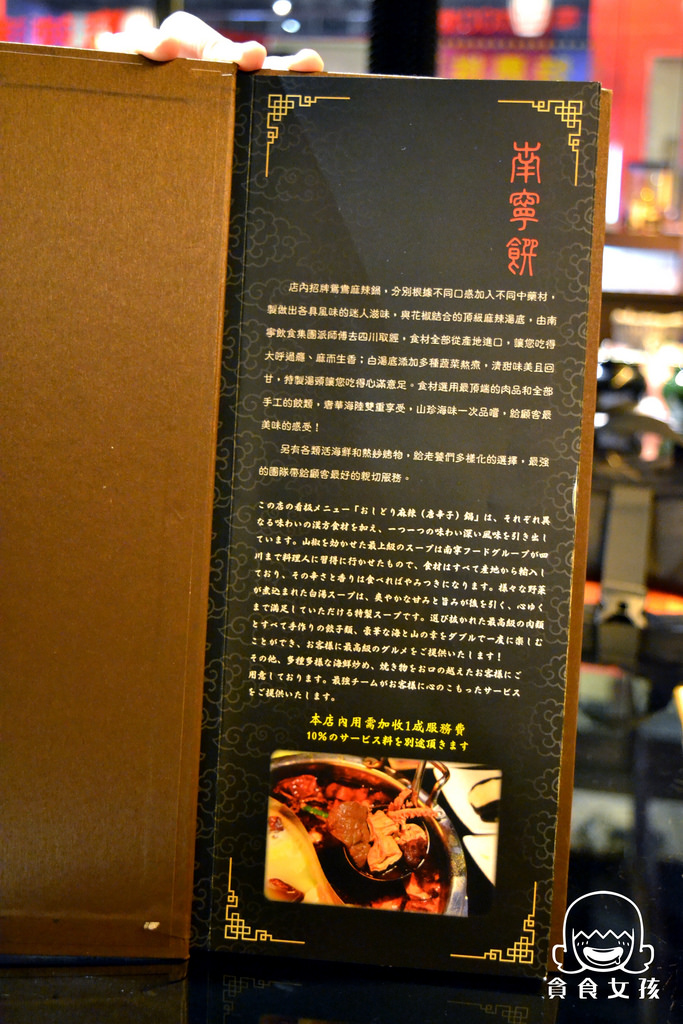 南寧飯
店內招牌鴛鴦麻辣鍋，分別根據不同口感加入不同中藥材，
製做出各具風味的迷人滋味，與花椒結合的頂級麻辣湯底，由南
寧飲食集團派師傅去四川取經，食材全部從產地進口，讓您吃得
大呼過癮、麻而生香；白湯底添加多種蔬菜熬煮，清甜味美且回
甘，特製湯頭讓您吃得心滿意足。食材選用最頂端的肉品和全部
手工的餃類，奢華海陸雙重享受，山珍海味一次品嚐，給顧客最
美味的感受！
另有各類活海鮮和熱炒烤物，給老饕們多樣化的選擇，最強
的團隊帶給顧客最好的親切服務。
この店の看板メニュー「おしどり麻辣（唐辛子）鍋」は、それぞれ異
なる味わいの漢方食材を加え、一つ一つの味わい深い風味を引き出し
ています。山椒を効かせた最上級のスープは南寧フードグループが四
川まで料理人に習得に行かせたもので、食材はすべて産地から輸入し
ており、その辛さと香りは食べればやみつきになります。様々な野菜
が煮込まれた白湯スープは、爽やかな甘みと旨みが後を引く、心ゆく
まで満足していただける特製スープです。選び抜かれた最高級の肉類
とすべて手作りの餃子類、豪華な海と山の幸をダブルで一度に楽しむ
ことができ、お客様に最高級のグルメをご提供いたします！
その他、多種多様な海鮮炒め、焼き物をお口の越えたお客様にご
用意しております。最強チームがお客様に心のこもったサービス
をご提供いたします。
本店內用需加收1成服務費
10%のサービス料を別途頂きます
貪食女孩